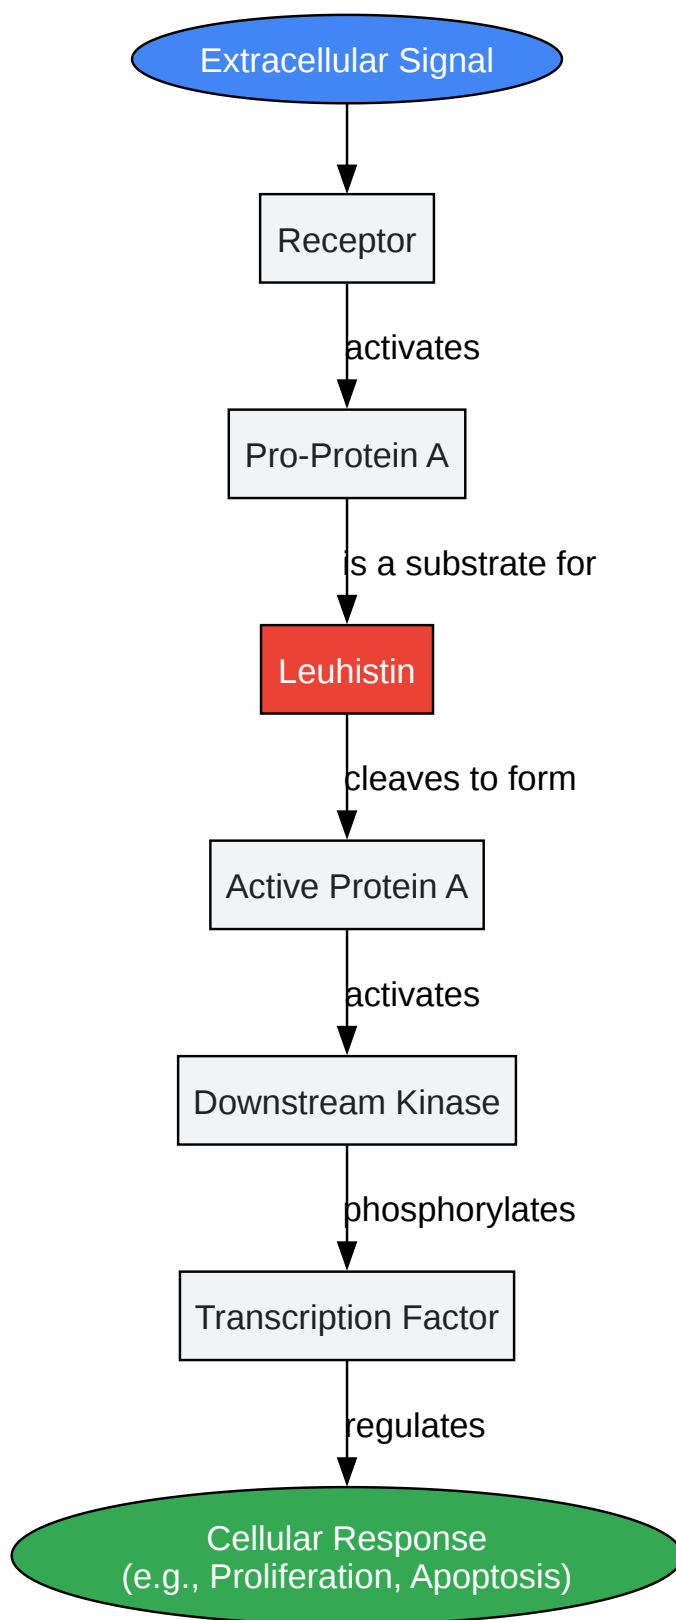 Extracellular Signal
Receptor
activates
Pro-Protein A
is a substrate for
Leuhistin
cleaves to form
Active Protein A
activates
Downstream Kinase
phosphorylates
Transcription Factor
regulates
Cellular Response
(e.g., Proliferation, Apoptosis)